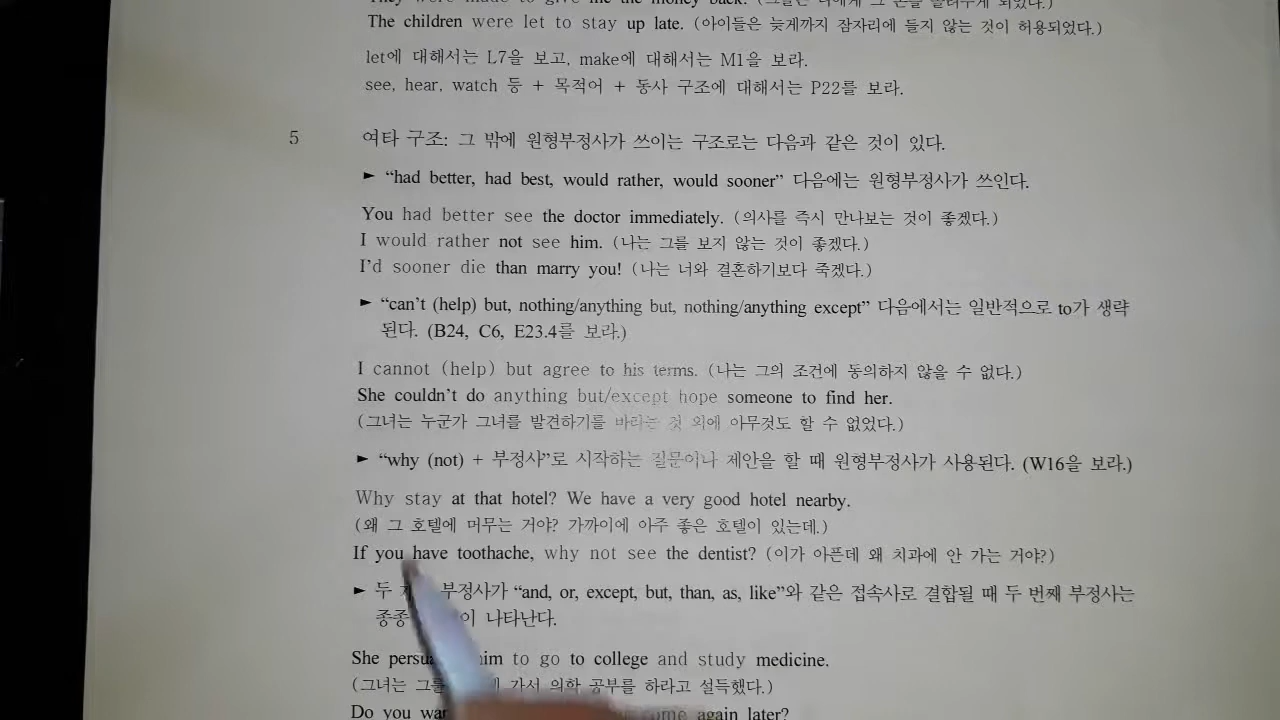 They were made to give me the money back.
The children were let to stay up late. (아이들은 늦게까지 잠자리에 들지 않는 것이 허용되었다.)
let에 대해서는 L7을 보고, make에 대해서는 M1을 보라.
see, hear, watch 등 + 목적어 + 동사 구조에 대해서는 P22를 보라.
5 여타 구조: 그 밖에 원형부정사가 쓰이는 구조로는 다음과 같은 것이 있다.
► “had better, had best, would rather, would sooner” 다음에는 원형부정사가 쓰인다.
You had better see the doctor immediately. (의사를 즉시 만나보는 것이 좋겠다.)
I would rather not see him. (나는 그를 보지 않는 것이 좋겠다.)
I’d sooner die than marry you! (나는 너와 결혼하기보다 죽겠다.)
► “can’t (help) but, nothing/anything but, nothing/anything except” 다음에서는 일반적으로 to가 생략
된다. (B24, C6, E23.4를 보라.)
I cannot (help) but agree to his terms. (나는 그의 조건에 동의하지 않을 수 없다.)
She couldn’t do anything but/except hope someone to find her.
(그녀는 누군가 그녀를 발견하기를 바라는 것 외에 아무것도 할 수 없었다.)
► “why (not) + 부정사”로 시작하는 질문이나 제안을 할 때 원형부정사가 사용된다. (W16을 보라.)
Why stay at that hotel? We have a very good hotel nearby.
(왜 그 호텔에 머무는 거야? 가까이에 아주 좋은 호텔이 있는데.)
If you have toothache, why not see the dentist? (이가 아픈데 왜 치과에 안 가는 거야?)
► 두 부정사가 “and, or, except, but, than, as, like”와 같은 접속사로 결합될 때 두 번째 부정사는
종종 나타난다.
She him to go to college and study medicine.
(그녀는 가서 의학 공부를 하라고 설득했다.)
Do you come again later?